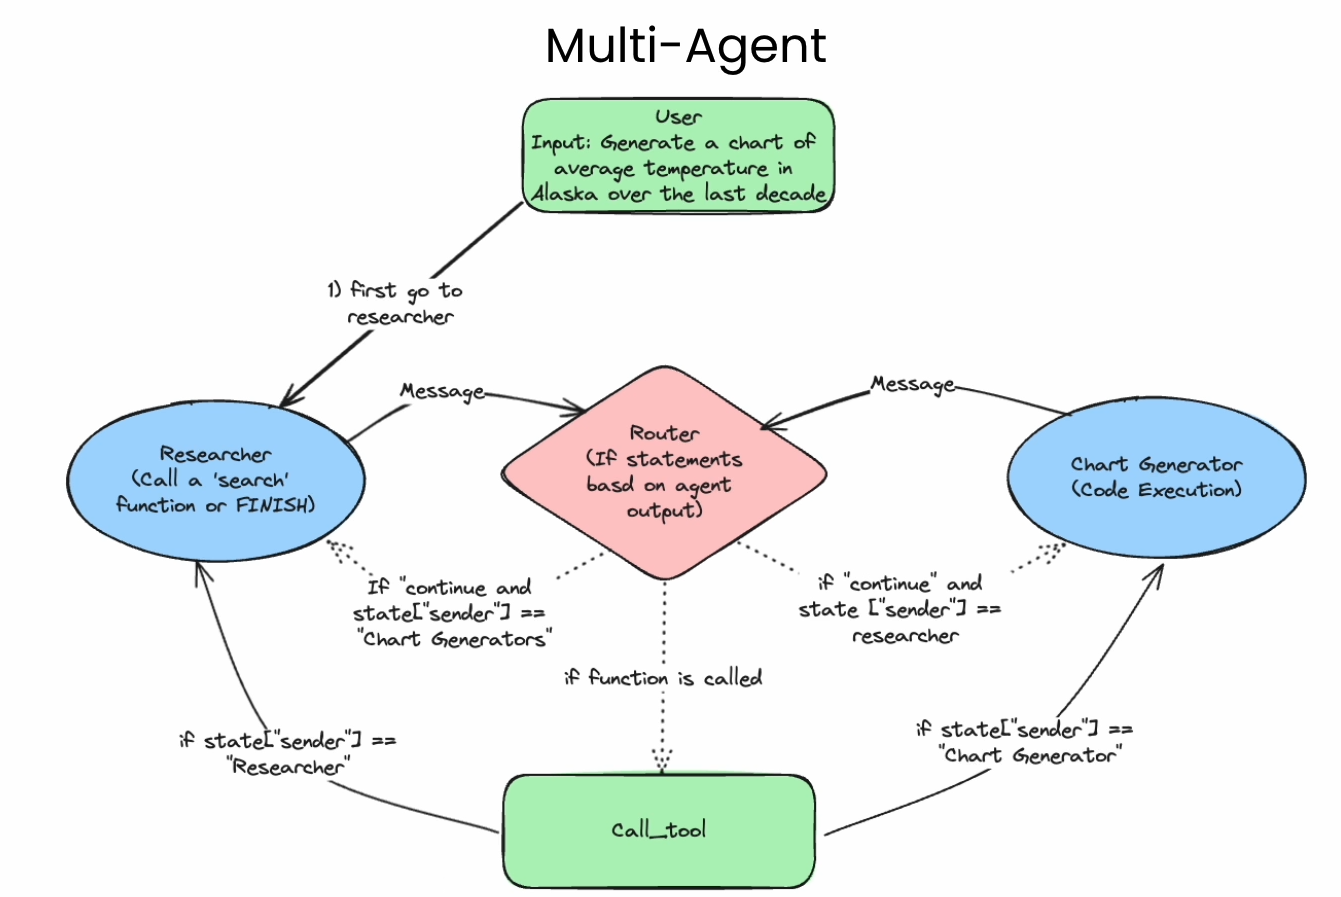 Multi-Agent
User
Input: Generate a chart of
average temperature in
Alaska over the last decade
1) first go to
researcher
Message
Message
Researcher
(Call a 'search'
function or FINISH)
Router
(If statements
basd on agent
output)
Chart Generator
(Code Execution)
If "continue and
state["sender"] ==
"Chart Generators"
if "continue" and
state ["sender"] ==
researcher
if function is called
if state["sender"] ==
"Researcher"
if state["sender"] ==
"Chart Generator"
Call_tool